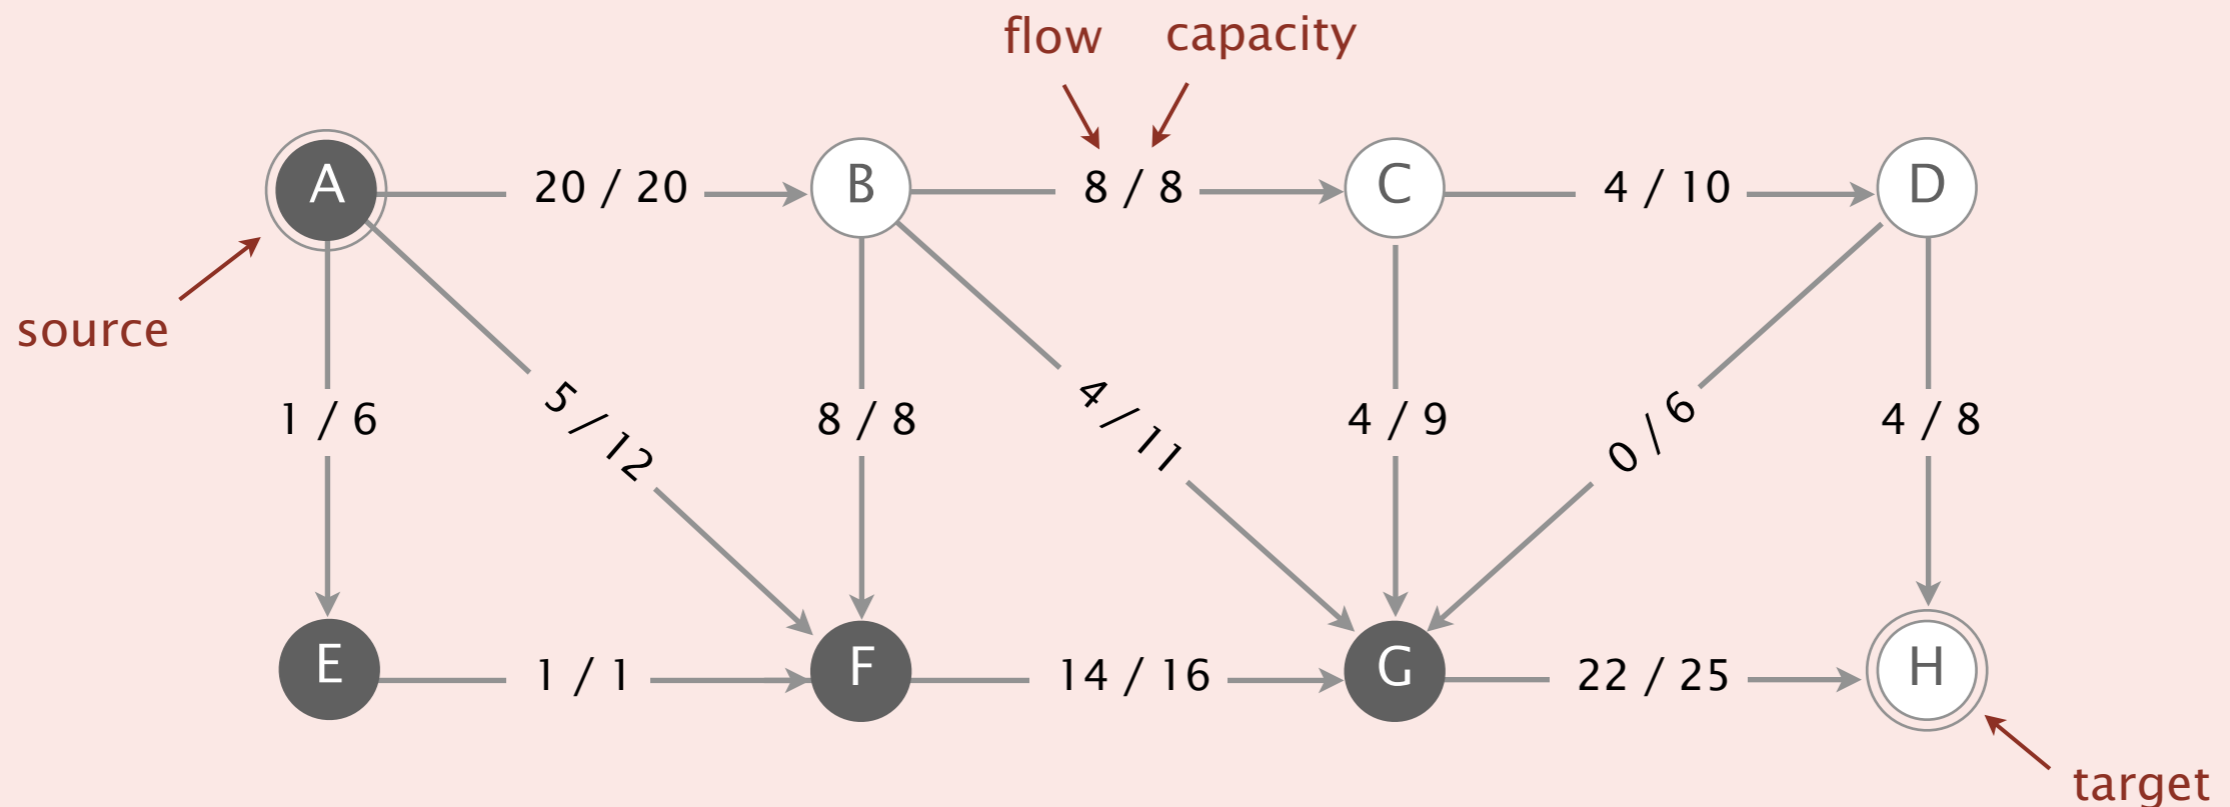 flow capacity
A 20 / 20 B 8 / 8 C 4 / 10 D
source
1 / 6 5 / 12 8 / 8 4 / 11 4 / 9 0 / 6 4 / 8
E 1 / 1 F 14 / 16 G 22 / 25 H
target